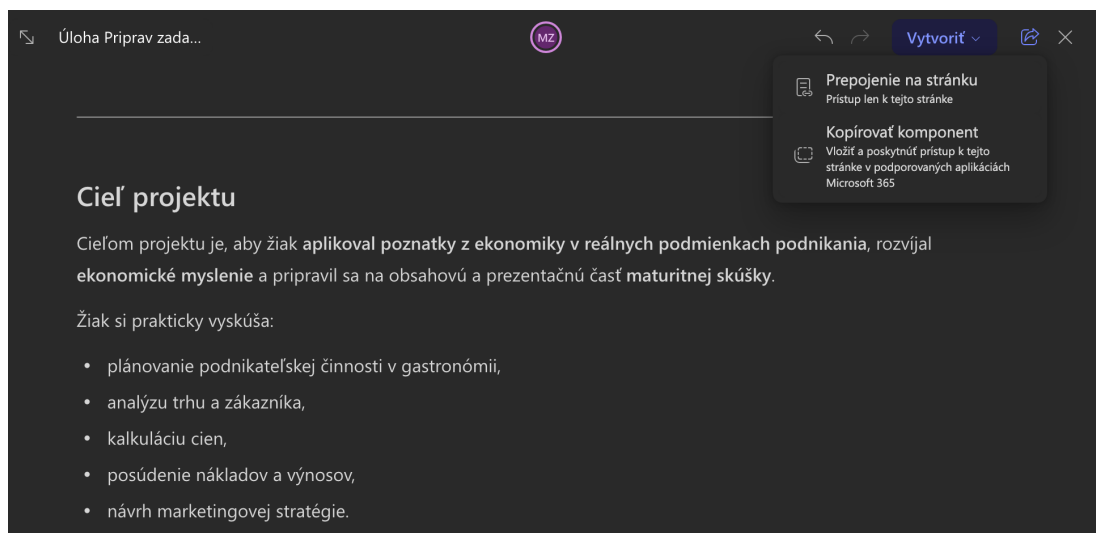 Úloha Priprav zada...
MZ
Vytvoriť
Prepojenie na stránku
Prístup len k tejto stránke
Kopírovať komponent
Vložiť a poskytnúť prístup k tejto
stránke v podporovaných aplikáciách
Microsoft 365
Cieľ projektu
Cieľom projektu je, aby žiak aplikoval poznatky z ekonomiky v reálnych podmienkach podnikania, rozvíjal
ekonomické myslenie a pripravil sa na obsahovú a prezentačnú časť maturitnej skúšky.
Žiak si prakticky vyskúša:
• plánovanie podnikateľskej činnosti v gastronómii,
• analýzu trhu a zákazníka,
• kalkuláciu cien,
• posúdenie nákladov a výnosov,
• návrh marketingovej stratégie.